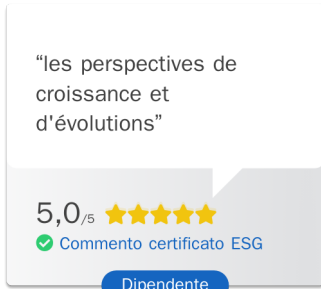 “les perspectives de
croissance et
d'évolutions”
5,0/5
Commento certificato ESG
Dipendente